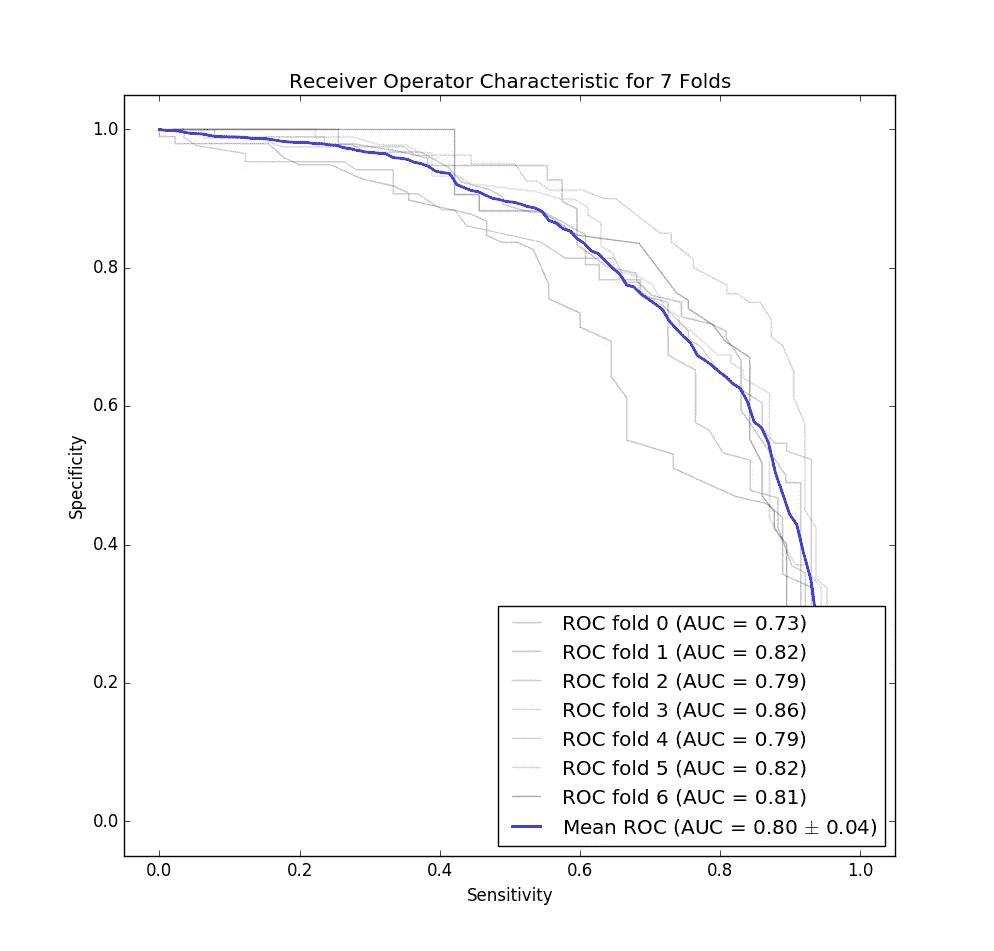 Receiver Operator Characteristic for 7 Folds
1.0
0.8
0.6
0.4
0.2
0.0
Specificity
ROC fold 0 (AUC = 0.73)
ROC fold 1 (AUC = 0.82)
ROC fold 2 (AUC = 0.79)
ROC fold 3 (AUC = 0.86)
ROC fold 4 (AUC = 0.79)
ROC fold 5 (AUC = 0.82)
ROC fold 6 (AUC = 0.81)
Mean ROC (AUC = 0.80 ± 0.04)
0.0 0.2 0.4 0.6 0.8 1.0
Sensitivity